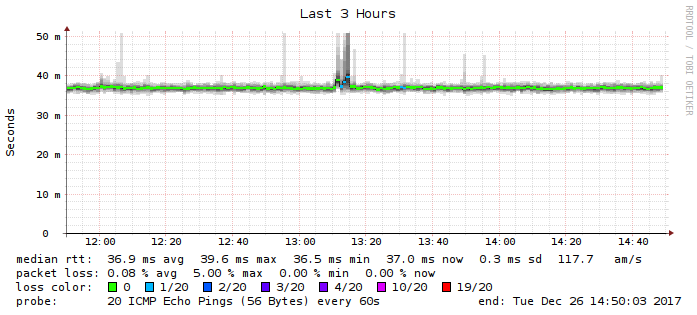 Last 3 Hours
RRDTOOL / TOBI OETIKER
Seconds
50 m
40 m
30 m
20 m
10 m
0
12:00 12:20 12:40 13:00 13:20 13:40 14:00 14:20 14:40
median rtt: 36.9 ms avg 39.6 ms max 36.5 ms min 37.0 ms now 0.3 ms sd 117.7 am/s
packet loss: 0.08 % avg 5.00 % max 0.00 % min 0.00 % now
loss color: 0 1/20 2/20 3/20 4/20 10/20 19/20
probe: 20 ICMP Echo Pings (56 Bytes) every 60s end: Tue Dec 26 14:50:03 2017